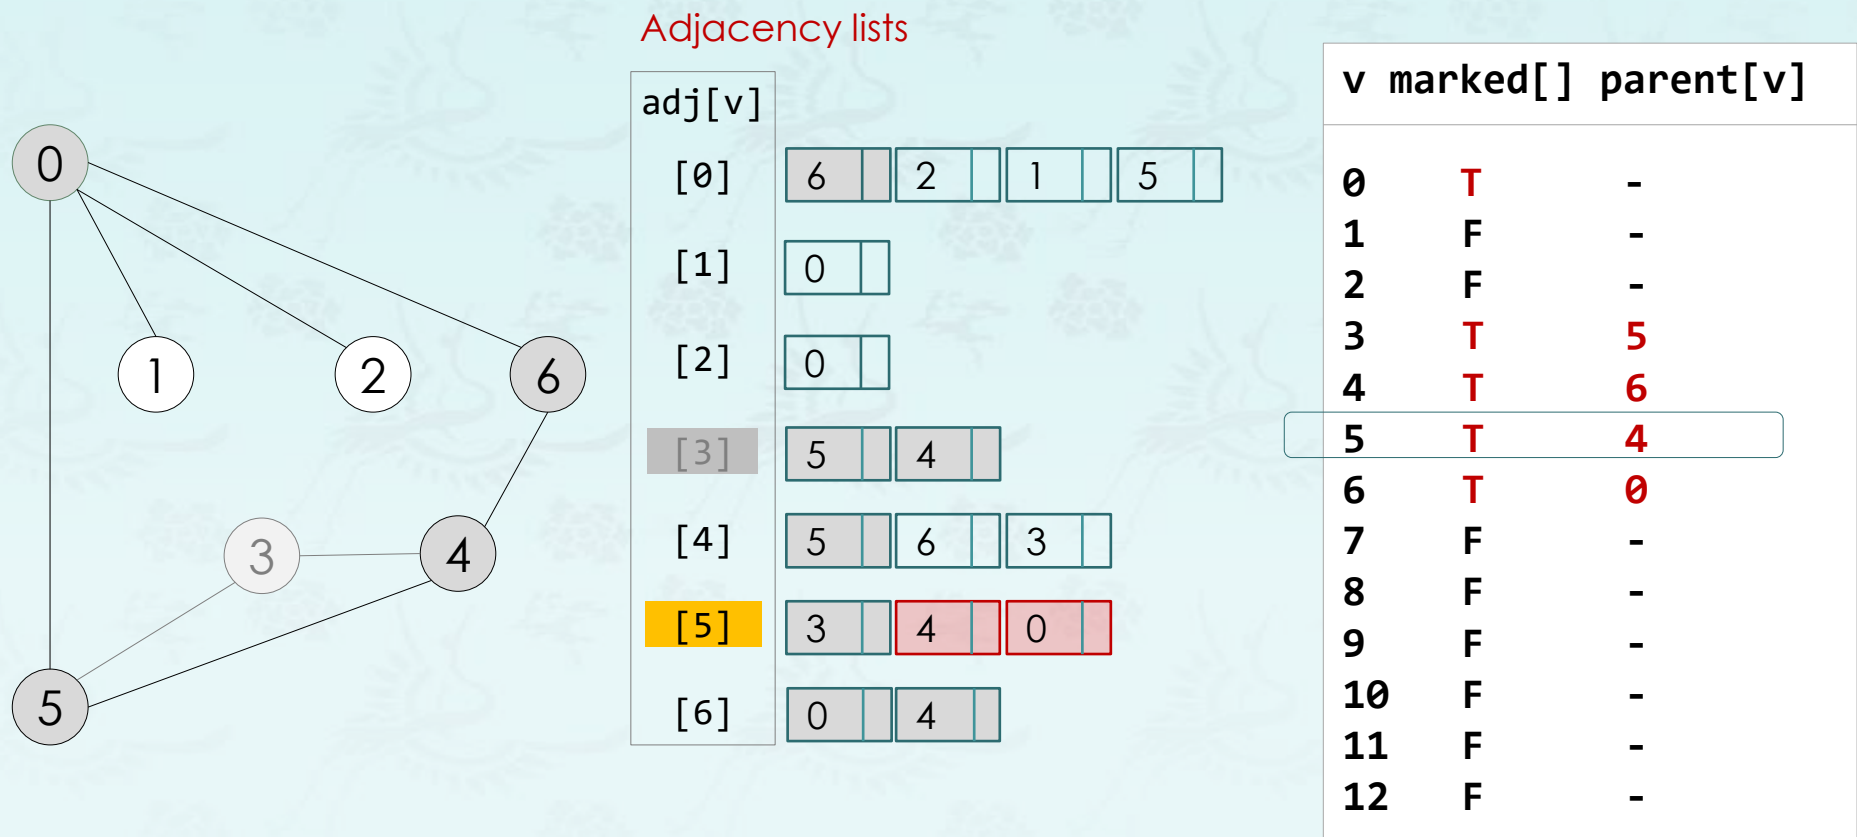 Adjacency lists
adj[v]
[0] 6 2 1 5
[1] 0
[2] 0
[3] 5 4
[4] 5 6 3
[5] 3 4 0
[6] 0 4
0
1
2
6
3
4
5
v marked[] parent[v]
0 T -
1 F -
2 F -
3 T 5
4 T 6
5 T 4
6 T 0
7 F -
8 F -
9 F -
10 F -
11 F -
12 F -